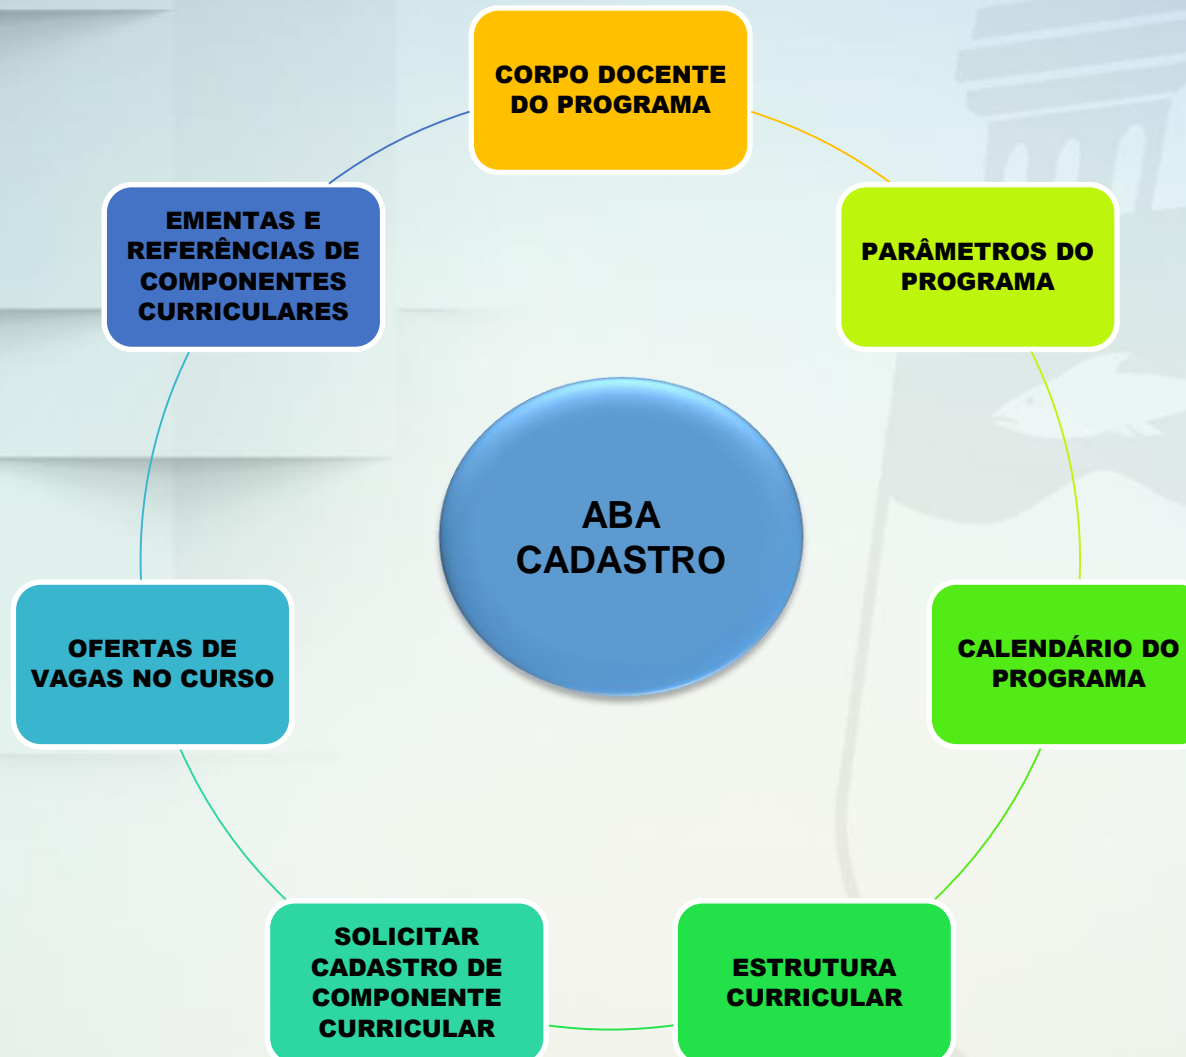 CORPO DOCENTE
DO PROGRAMA
PARÂMETROS DO
PROGRAMA
CALENDÁRIO DO
PROGRAMA
ESTRUTURA
CURRICULAR
SOLICITAR
CADASTRO DE
COMPONENTE
CURRICULAR
OFERTAS DE
VAGAS NO CURSO
EMENTAS E
REFERÊNCIAS DE
COMPONENTES
CURRICULARES
ABA
CADASTRO